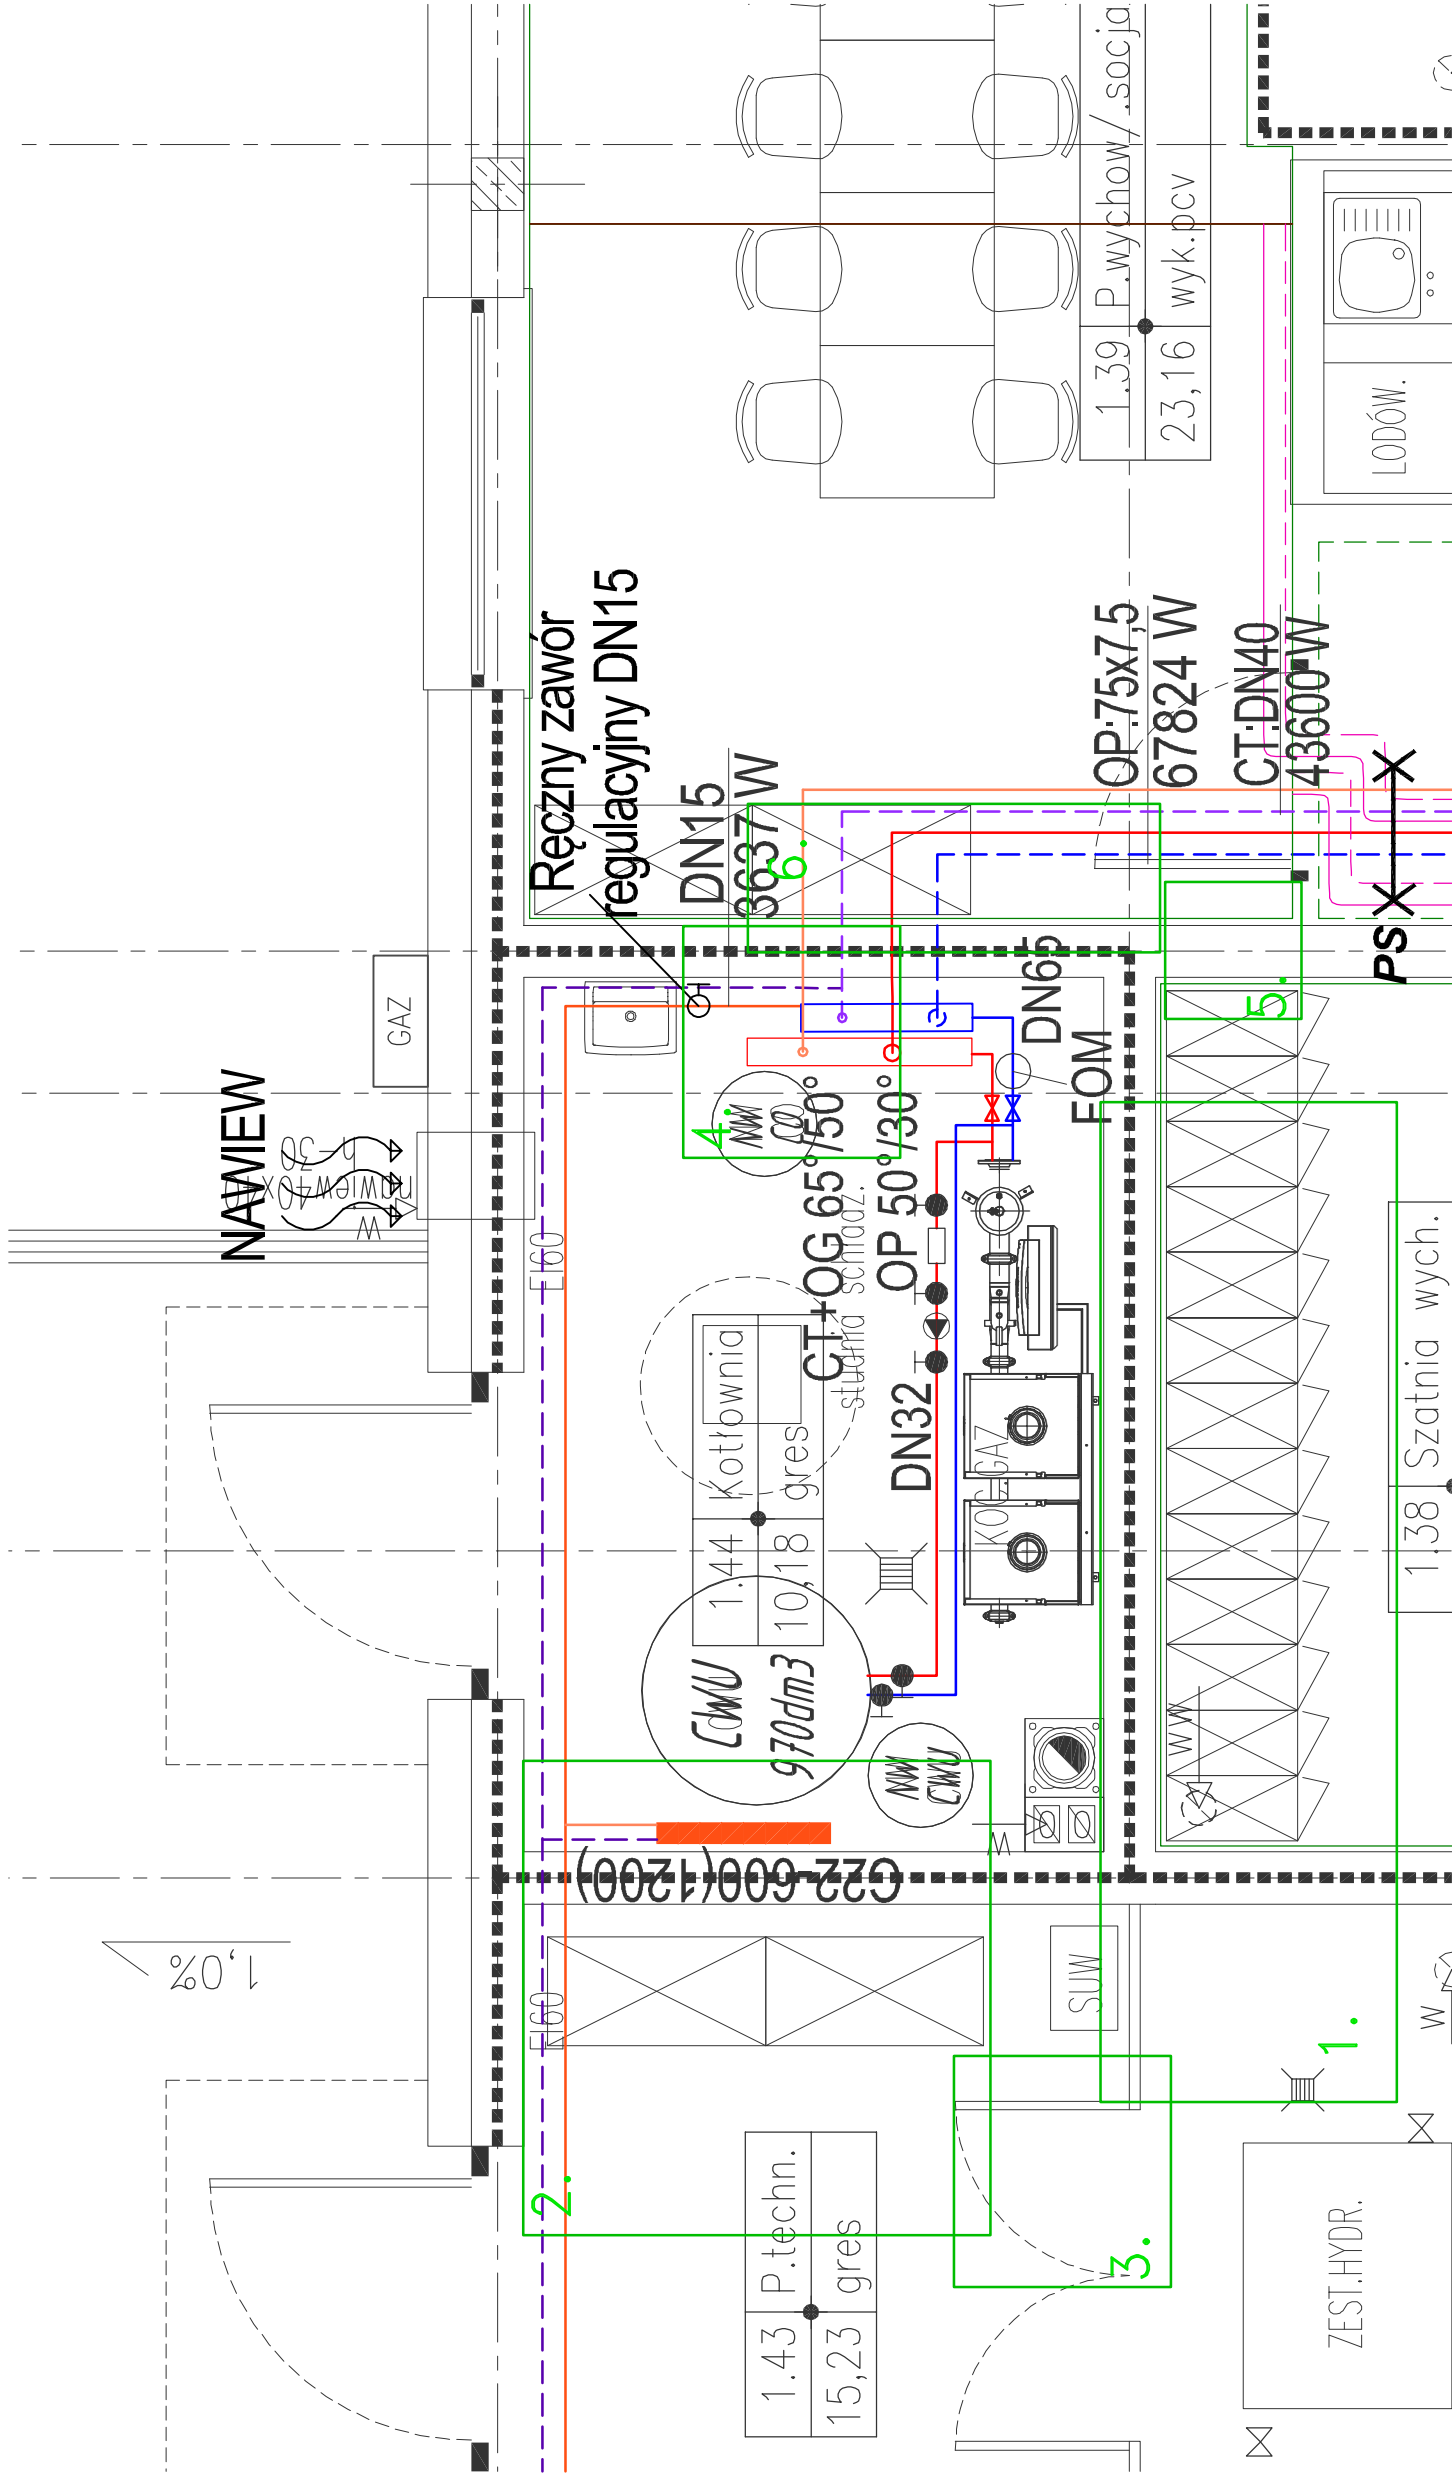 P.wychow/.socja
1.39
wyk.pcv
23,16
LODÓW.
Ręczny zawór
regulacyjny DN15
DN15
3637 W
OP:75x7,5
67824 W
CT:DN40
43600 W
PS
6.
5.
GAZ
NAWIEW
h-30
W
EI60
4.
CO
DN65
FOM
CT + OG 65°/50°
OP 50°/30°
studnia schładz.
Kotłownia
1.44
gres
10,18
DN32
KOC.GAZ
CWU
970dm3
NW
CWU
W
C22-600(1200)
1,0%
EI60
SUW
WW
Szatnia wych.
1.38
1.
W
2.
3.
P.techn.
1.43
gres
15,23
ZEST.HYDR.